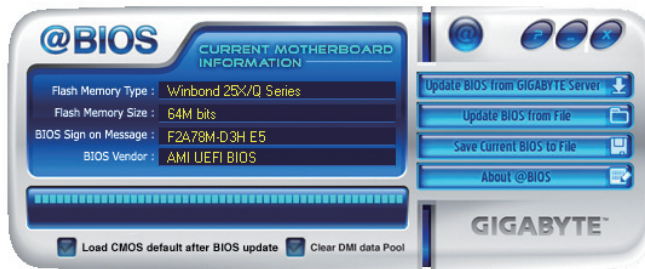 @BIOS
CURRENT MOTHERBOARD
INFORMATION
Flash Memory Type : Winbond 25X/Q Series
Flash Memory Size : 64M bits
BIOS Sign on Message : F2A78M-D3H E5
BIOS Vendor : AMI UEFI BIOS
Load CMOS default after BIOS update
Clear DMI data Pool
@
? – X
Update BIOS from GIGABYTE Server
Update BIOS from File
Save Current BIOS to File
About @BIOS
GIGABYTE™